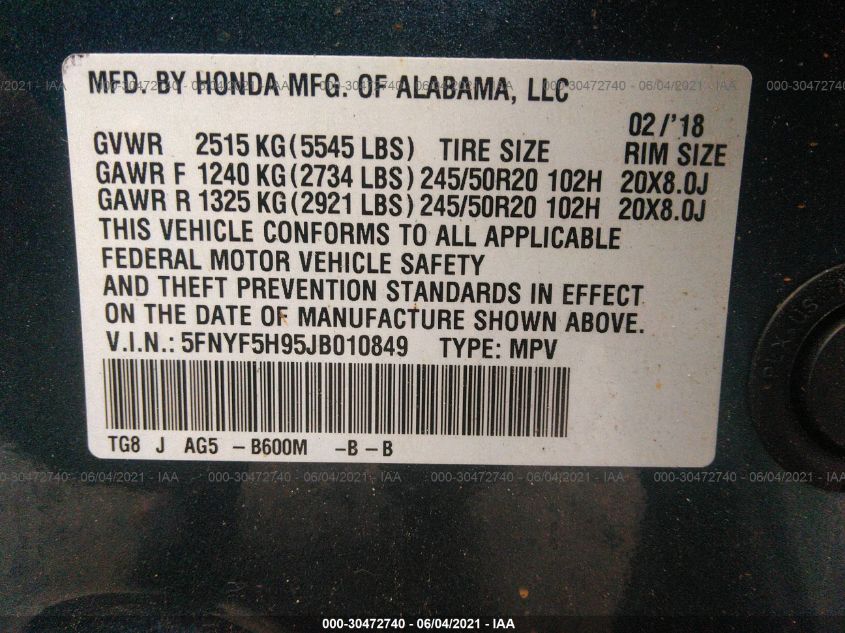 MFD. BY HONDA MFG. OF ALABAMA, LLC
02/'18
GVWR 2515 KG (5545 LBS) TIRE SIZE RIM SIZE
GAWR F 1240 KG (2734 LBS) 245/50R20 102H 20X8.0J
GAWR R 1325 KG (2921 LBS) 245/50R20 102H 20X8.0J
THIS VEHICLE CONFORMS TO ALL APPLICABLE
FEDERAL MOTOR VEHICLE SAFETY
AND THEFT PREVENTION STANDARDS IN EFFECT
ON THE DATE OF MANUFACTURE SHOWN ABOVE.
V.I.N.: 5FNYF5H95JB010849 TYPE: MPV
TG8 J AG5 – B600M –B – B
000-30472740 - 06/04/2021 - IAA